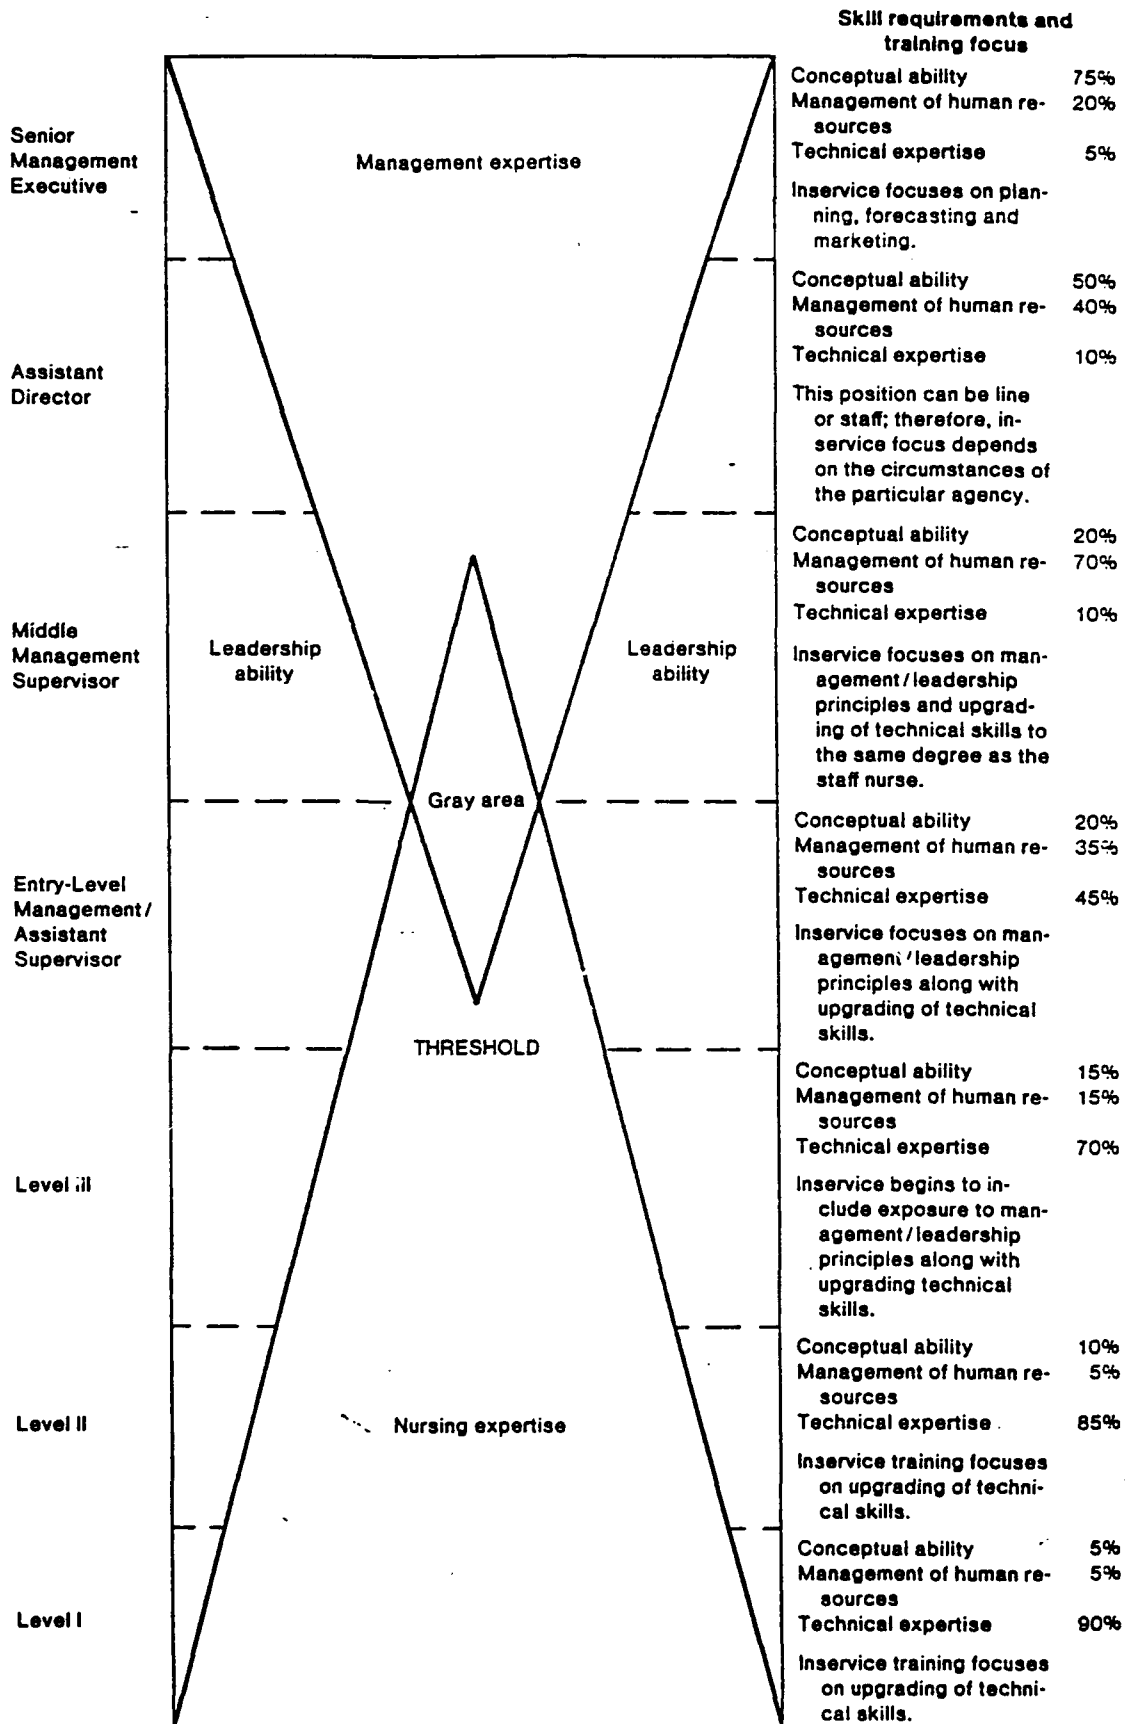 Skill requirements and
training focus
Senior
Management
Executive
Management expertise
Conceptual ability 75%
Management of human re- 20%
sources
Technical expertise 5%
Inservice focuses on plan-
ning, forecasting and
marketing.
Assistant
Director
Conceptual ability 50%
Management of human re- 40%
sources
Technical expertise 10%
This position can be line
or staff; therefore, in-
service focus depends
on the circumstances of
the particular agency.
Middle
Management
Supervisor
Leadership
ability
Leadership
ability
Conceptual ability 20%
Management of human re- 70%
sources
Technical expertise 10%
Inservice focuses on man-
agement/leadership
principles and upgrad-
ing of technical skills to
the same degree as the
staff nurse.
Gray area
Entry-Level
Management/
Assistant
Supervisor
Conceptual ability 20%
Management of human re- 35%
sources
Technical expertise 45%
Inservice focuses on man-
agement/leadership
principles along with
upgrading of technical
skills.
THRESHOLD
Level III
Conceptual ability 15%
Management of human re- 15%
sources
Technical expertise 70%
Inservice begins to in-
clude exposure to man-
agement/leadership
principles along with
upgrading technical
skills.
Level II
Nursing expertise
Conceptual ability 10%
Management of human re- 5%
sources
Technical expertise 85%
Inservice training focuses
on upgrading of techni-
cal skills.
Level I
Conceptual ability 5%
Management of human re- 5%
sources
Technical expertise 90%
Inservice training focuses
on upgrading of techni-
cal skills.